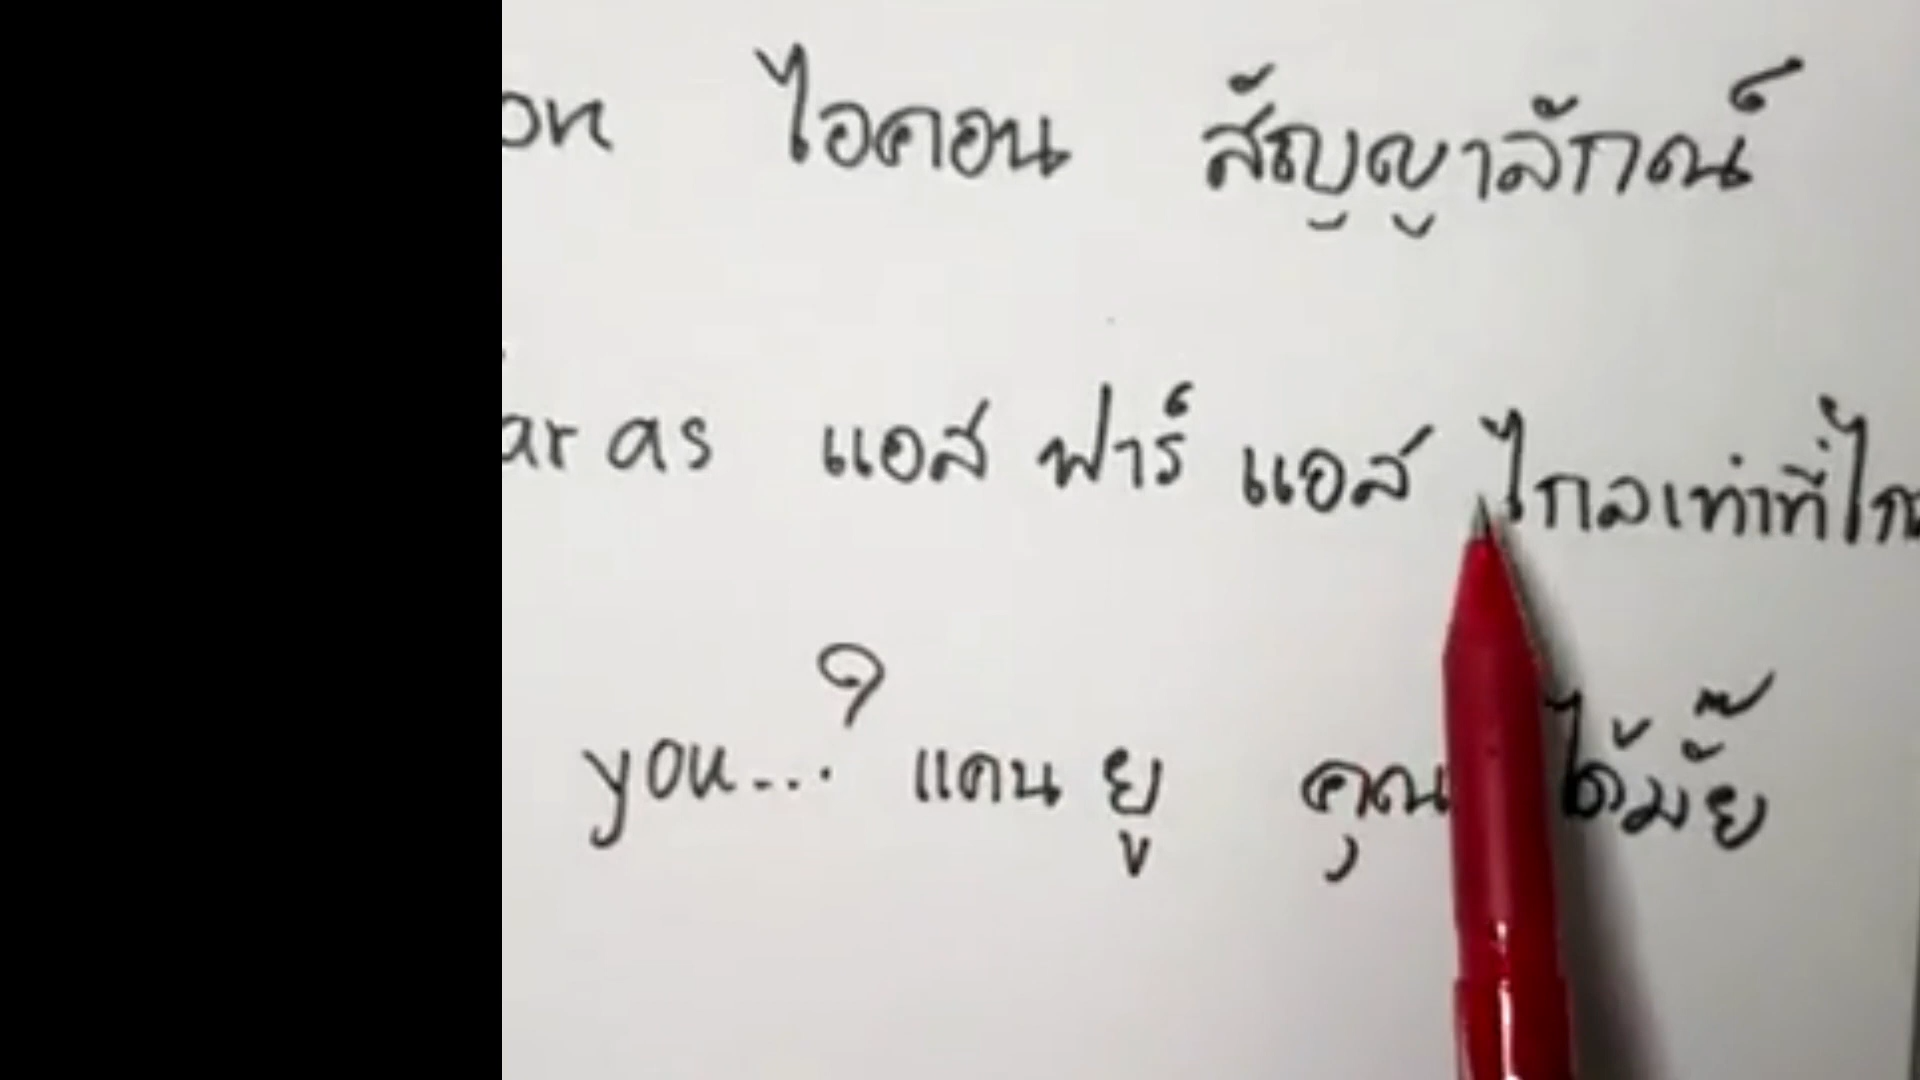 on ไอคอน สัญญาลักณ์
ar as แอส ฟาร์ แอส ไกลเท่าที่ไก
you...? แคน ยู คุณ ได้มั๊ย